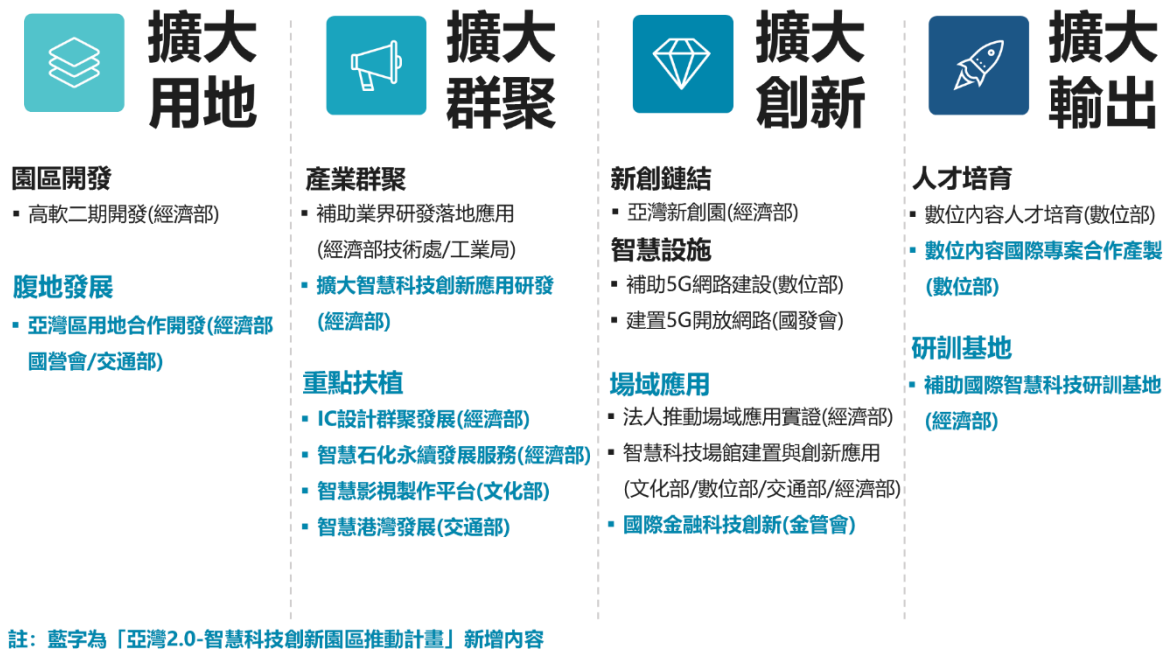 擴大
用地
園區開發
▪ 高軟二期開發(經濟部)
腹地發展
▪ 亞灣區用地合作開發(經濟部
國營會/交通部)
擴大
群聚
產業群聚
▪ 補助業界研發落地應用
(經濟部技術處/工業局)
▪ 擴大智慧科技創新應用研發
(經濟部)
重點扶植
▪ IC設計群聚發展(經濟部)
▪ 智慧石化永續發展服務(經濟部)
▪ 智慧影視製作平台(文化部)
▪ 智慧港灣發展(交通部)
擴大
創新
新創鏈結
▪ 亞灣新創園(經濟部)
智慧設施
▪ 補助5G網路建設(數位部)
▪ 建置5G開放網路(國發會)
場域應用
▪ 法人推動場域應用實證(經濟部)
▪ 智慧科技場館建置與創新應用
(文化部/數位部/交通部/經濟部)
▪ 國際金融科技創新(金管會)
擴大
輸出
人才培育
▪ 數位內容人才培育(數位部)
▪ 數位內容國際專案合作產製
(數位部)
研訓基地
▪ 補助國際智慧科技研訓基地
(經濟部)
註：藍字為「亞灣2.0-智慧科技創新園區推動計畫」新增內容